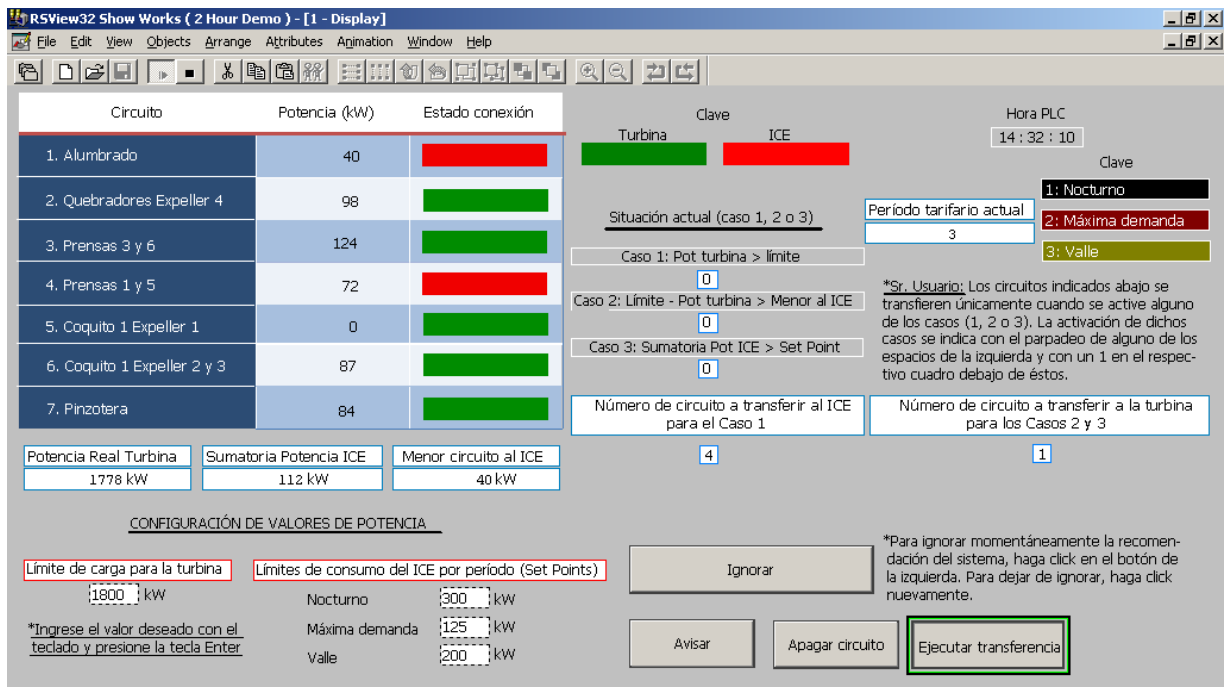 RSView32 Show Works ( 2 Hour Demo ) - [1 - Display]
File Edit View Objects Arrange Attributes Animation Window Help
Circuito Potencia (kW) Estado conexión
1. Alumbrado 40
2. Quebradores Expeller 4 98
3. Prensas 3 y 6 124
4. Prensas 1 y 5 72
5. Coquito 1 Expeller 1 0
6. Coquito 1 Expeller 2 y 3 87
7. Pinzotera 84
Potencia Real Turbina Sumatoria Potencia ICE Menor circuito al ICE
1778 kW 112 kW 40 kW
Clave
Turbina ICE
Situación actual (caso 1, 2 o 3)
Caso 1: Pot turbina > límite
0
Caso 2: Límite - Pot turbina > Menor al ICE
0
Caso 3: Sumatoria Pot ICE > Set Point
0
Hora PLC
14 : 32 : 10
Clave
1: Nocturno
2: Máxima demanda
3: Valle
Período tarifario actual
3
*Sr. Usuario: Los circuitos indicados abajo se
transfieren únicamente cuando se active alguno
de los casos (1, 2 o 3). La activación de dichos
casos se indica con el parpadeo de alguno de los
espacios de la izquierda y con un 1 en el respec-
tivo cuadro debajo de éstos.
Número de circuito a transferir al ICE
para el Caso 1
4
Número de circuito a transferir a la turbina
para los Casos 2 y 3
1
CONFIGURACIÓN DE VALORES DE POTENCIA
Límite de carga para la turbina
1800 kW
*Ingrese el valor deseado con el
teclado y presione la tecla Enter
Límites de consumo del ICE por período (Set Points)
Nocturno 300 kW
Máxima demanda 125 kW
Valle 200 kW
Ignorar
*Para ignorar momentáneamente la recomen-
dación del sistema, haga click en el botón de
la izquierda. Para dejar de ignorar, haga click
nuevamente.
Avisar Apagar circuito Ejecutar transferencia